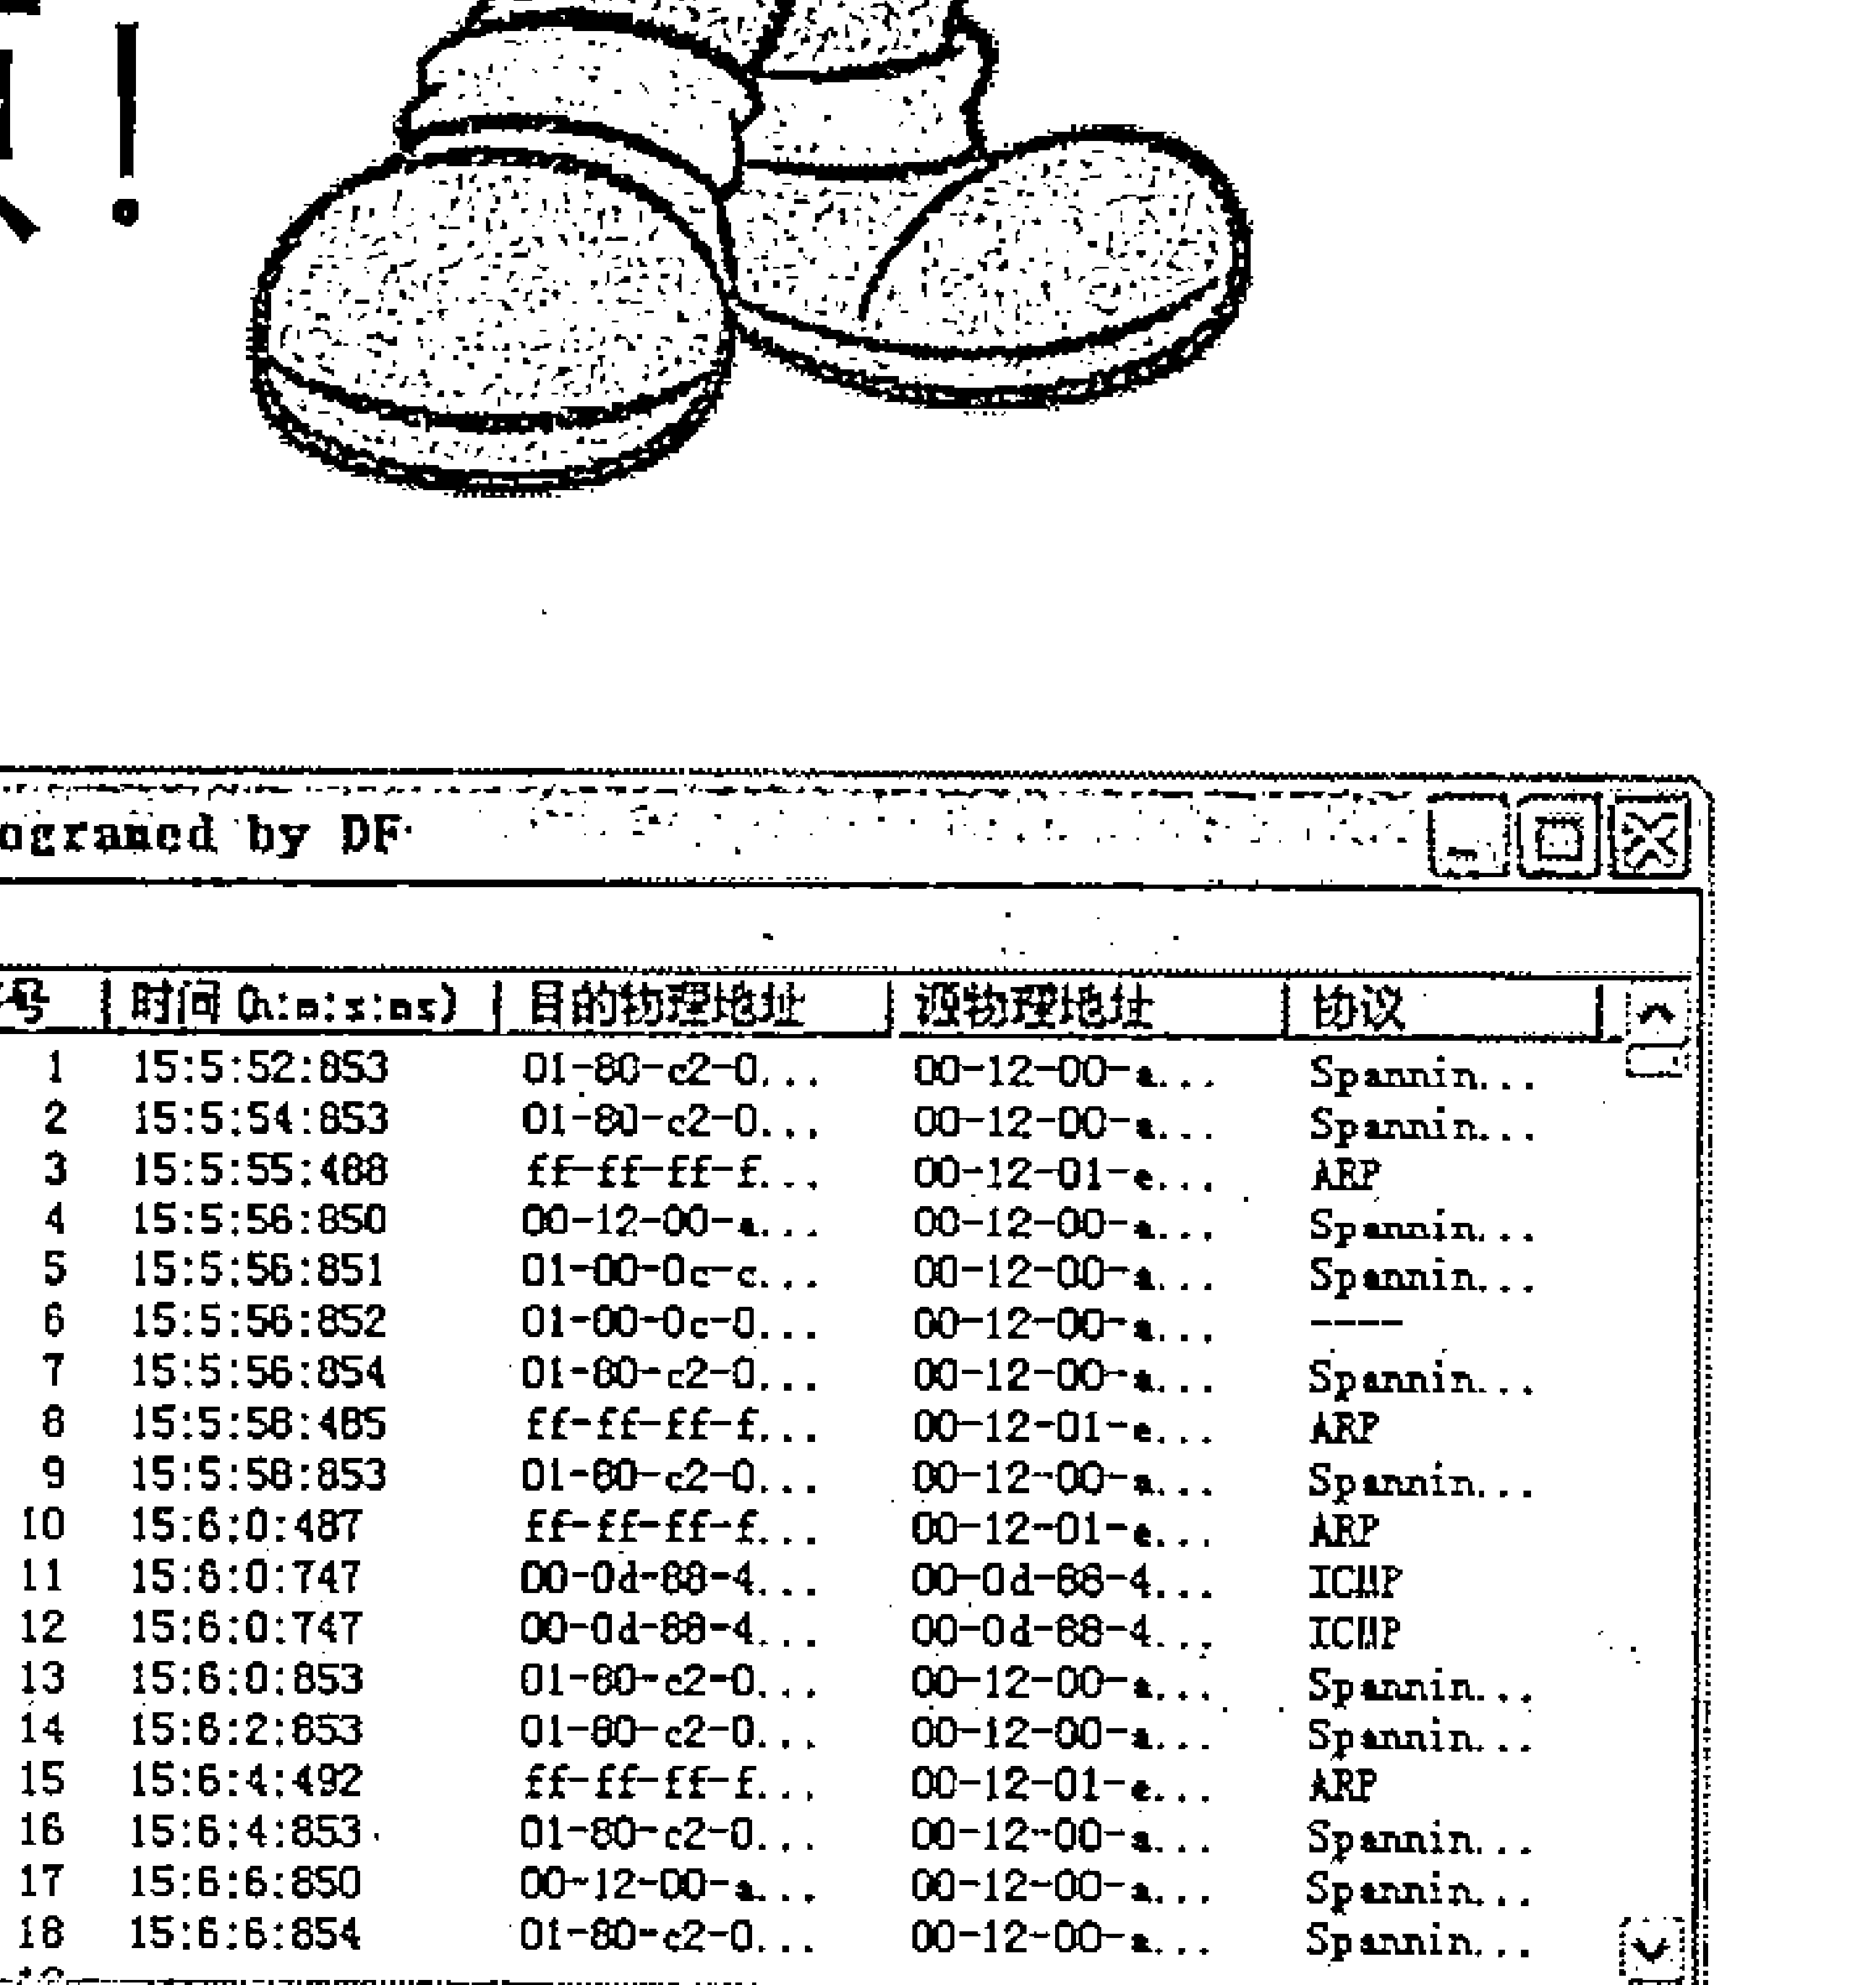 ！
by DF
号 时间(h:m:s:ms) 目的物理地址 源物理地址 协议
1 15:5:52:853 01-80-c2-0... 00-12-00-a... Spannin...
2 15:5:54:853 01-80-c2-0... 00-12-00-a... Spannin...
3 15:5:55:488 ff-ff-ff-f... 00-12-01-e... ARP
4 15:5:56:850 00-12-00-a... 00-12-00-a... Spannin...
5 15:5:56:851 01-00-0c-c... 00-12-00-a... Spannin...
6 15:5:56:852 01-00-0c-0... 00-12-00-a... ----
7 15:5:56:854 01-80-c2-0... 00-12-00-a... Spannin...
8 15:5:58:485 ff-ff-ff-f... 00-12-01-e... ARP
9 15:5:58:853 01-80-c2-0... 00-12-00-a... Spannin...
10 15:6:0:487 ff-ff-ff-f... 00-12-01-e... ARP
11 15:6:0:747 00-0d-88-4... 00-0d-88-4... ICMP
12 15:6:0:747 00-0d-88-4... 00-0d-88-4... ICMP
13 15:6:0:853 01-80-c2-0... 00-12-00-a... Spannin...
14 15:6:2:853 01-80-c2-0... 00-12-00-a... Spannin...
15 15:6:4:492 ff-ff-ff-f... 00-12-01-e... ARP
16 15:6:4:853 01-80-c2-0... 00-12-00-a... Spannin...
17 15:6:6:850 00-12-00-a... 00-12-00-a... Spannin...
18 15:6:6:854 01-80-c2-0... 00-12-00-a... Spannin...